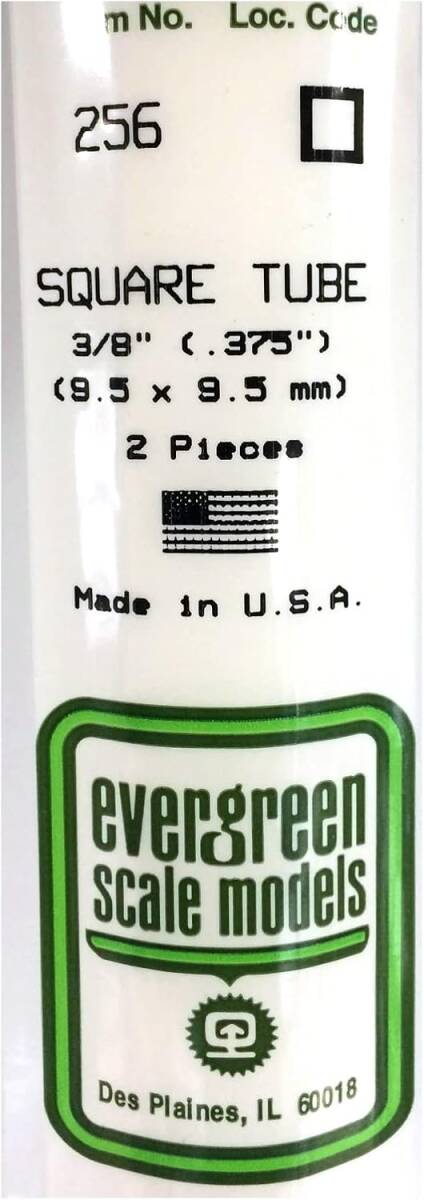 m No. Loc. Code
256
SQUARE TUBE
3/8" (.375")
(9.5 x 9.5 mm)
2 Pieces
Made in U.S.A.
evergreen
scale models
Des Plaines, IL 60018